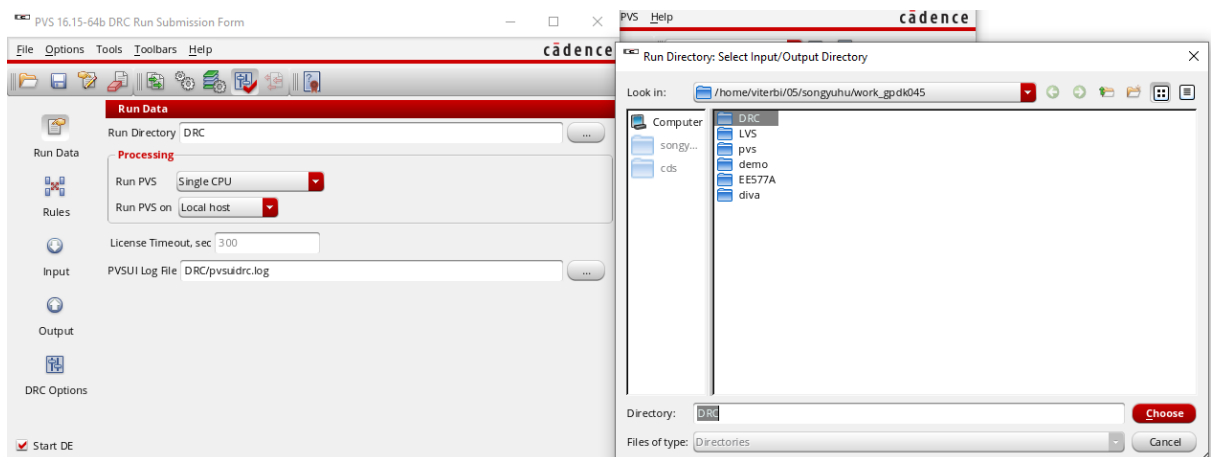 PVS 16.15-64b DRC Run Submission Form
File Options Tools Toolbars Help
cādence
Run Data
Rules
Input
Output
DRC Options
Start DE
Run Data
Run Directory DRC ...
Processing
Run PVS Single CPU
Run PVS on Local host
License Timeout, sec 300
PVSUI Log File DRC/pvsuidrc.log ...
PVS Help
cādence
Run Directory: Select Input/Output Directory
Look in: /home/viterbi/05/songyuhu/work_gpdk045
Computer
songy...
cds
DRC
LVS
pvs
demo
EE577A
diva
Directory: DRC
Choose
Files of type: Directories
Cancel